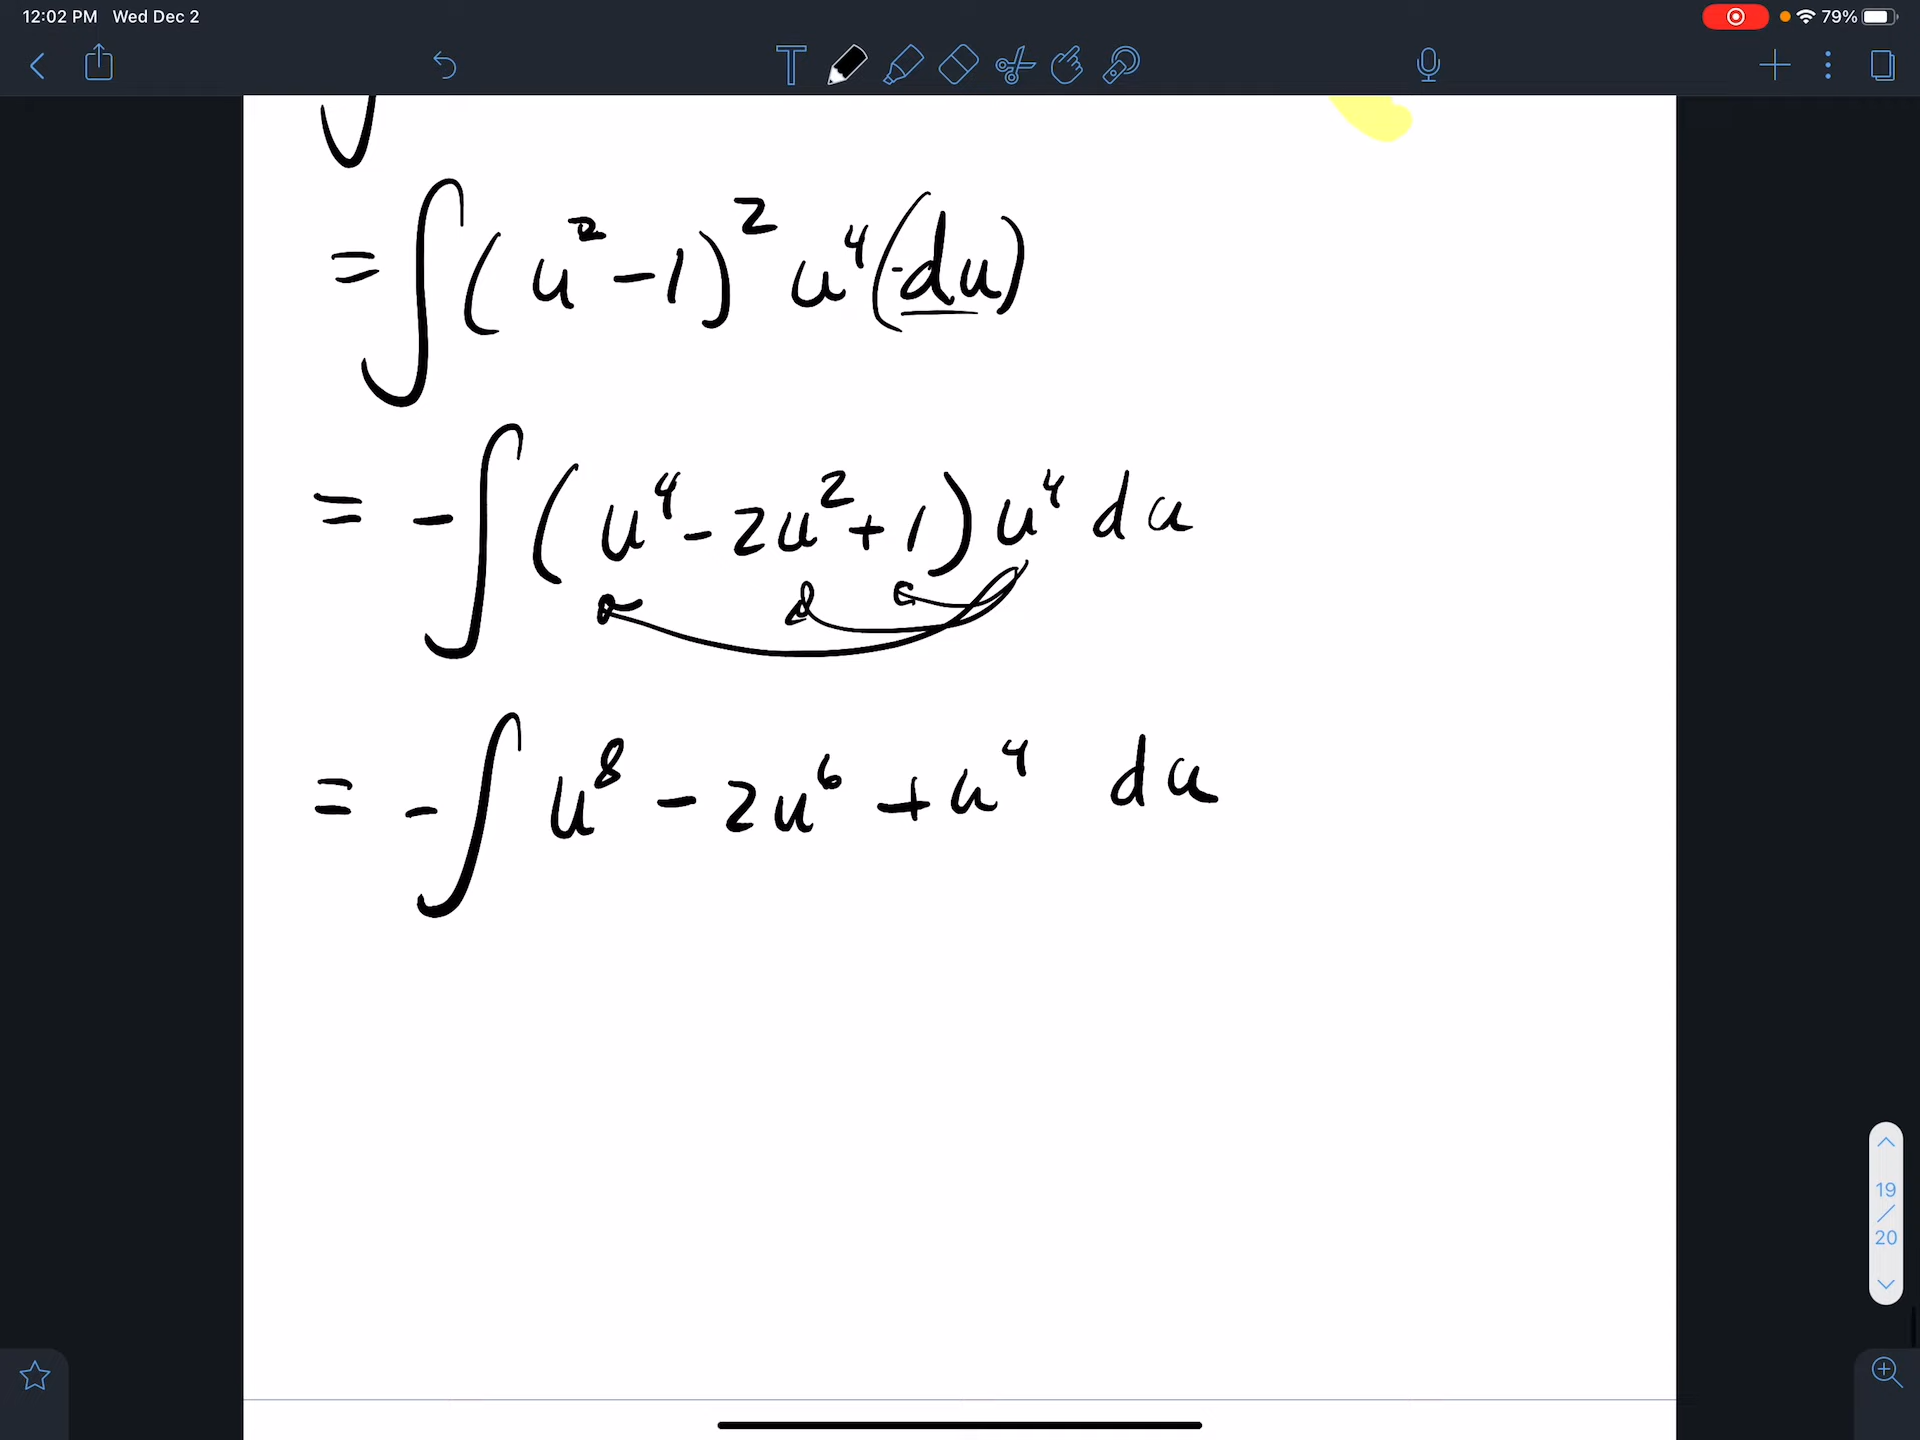 12:02 PM Wed Dec 2 79%
T
= ∫ (u² - 1)² u⁴ (-du)
= - ∫ (u⁴ - 2u² + 1) u⁴ du
= - ∫ u⁸ - 2u⁶ + u⁴ du
19
/
20